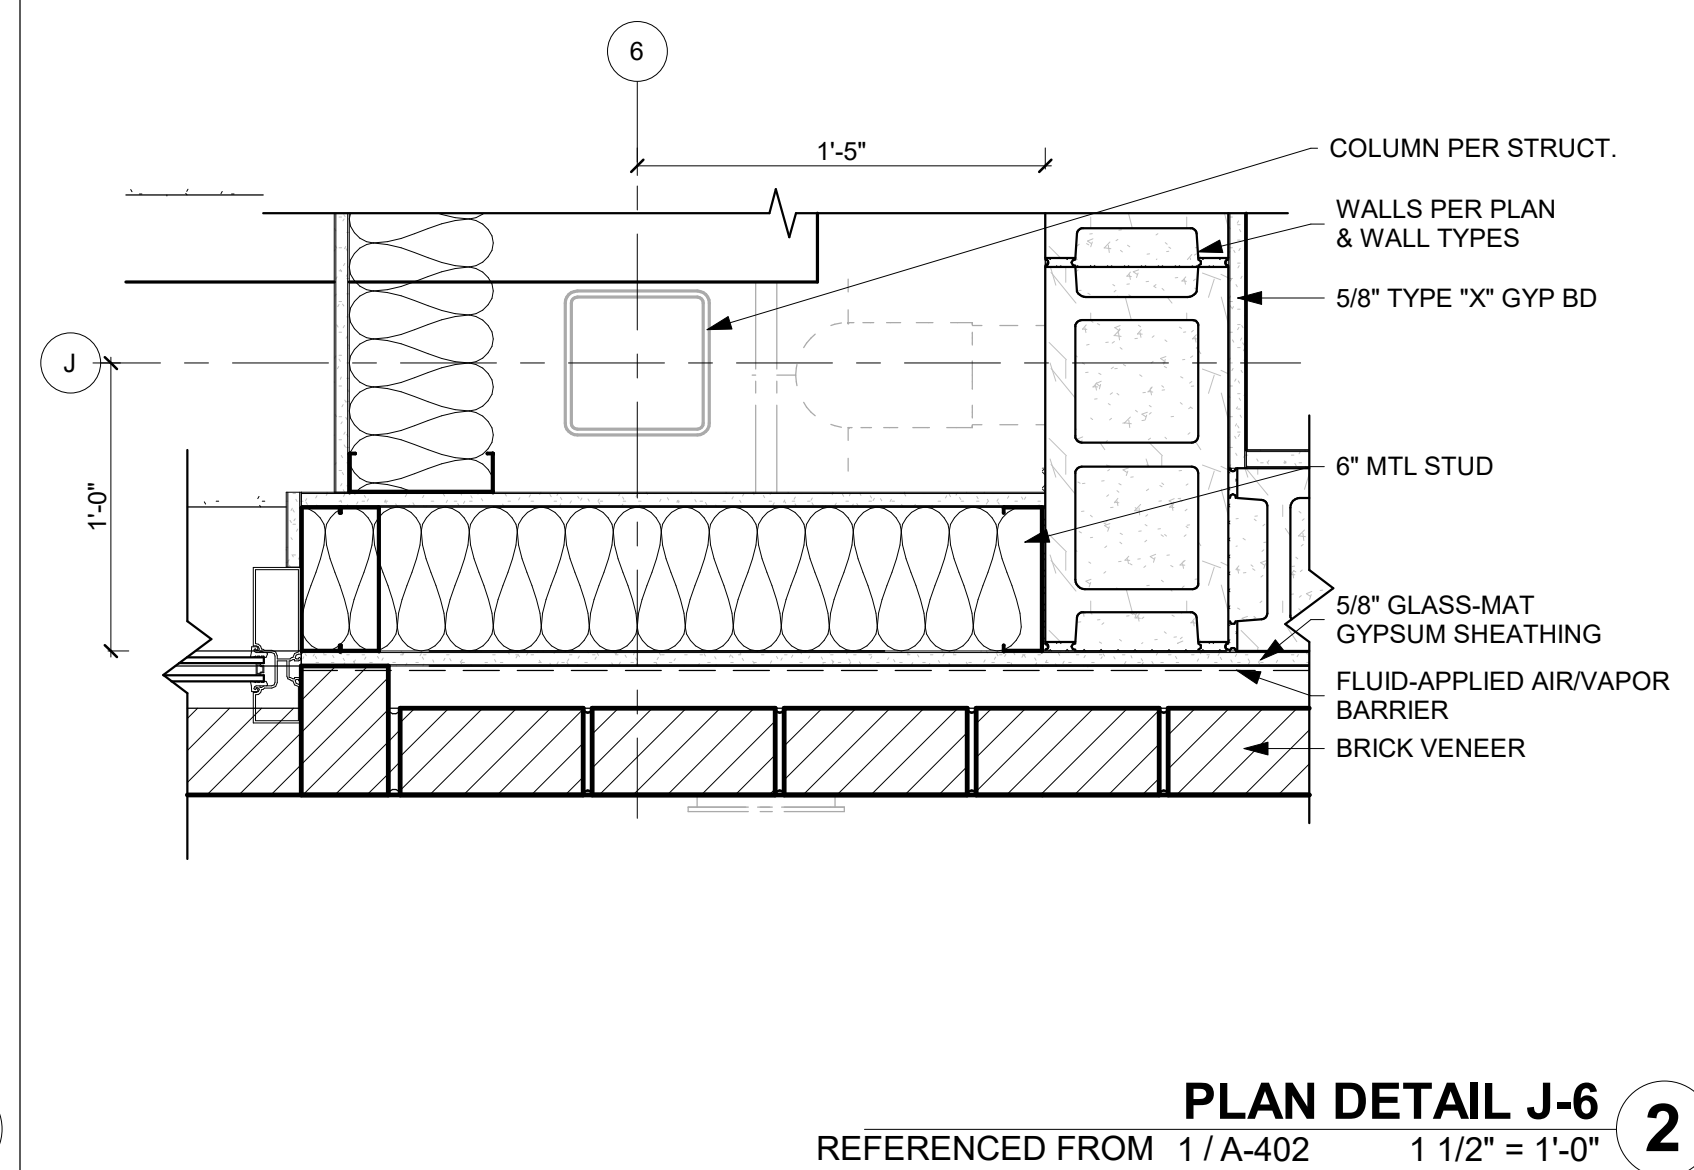 6
1'-5"
COLUMN PER STRUCT.
WALLS PER PLAN
& WALL TYPES
5/8" TYPE "X" GYP BD
J
1'-0"
6" MTL STUD
5/8" GLASS-MAT
GYPSUM SHEATHING
FLUID-APPLIED AIR/VAPOR
BARRIER
BRICK VENEER
PLAN DETAIL J-6
2
REFERENCED FROM 1 / A-402 1 1/2" = 1'-0"